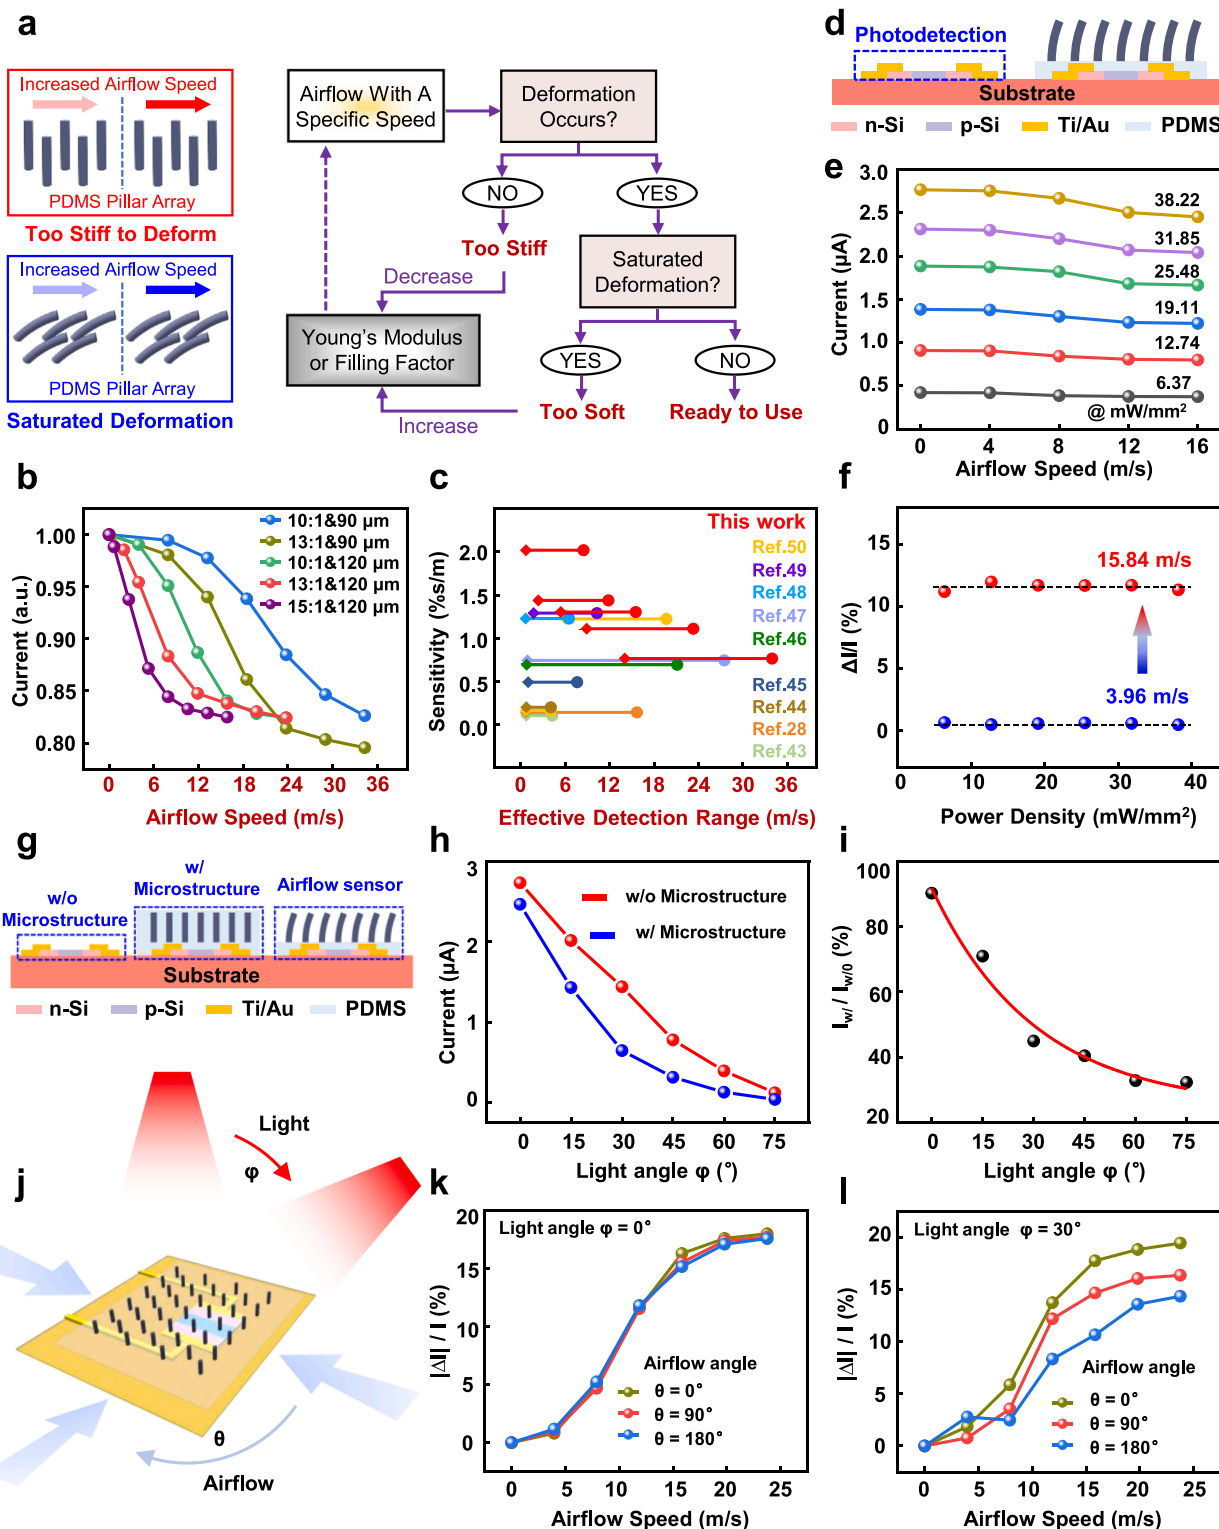 a
Increased Airflow Speed
PDMS Pillar Array
Too Stiff to Deform
Increased Airflow Speed
PDMS Pillar Array
Saturated Deformation
Airflow With A
Specific Speed
Deformation
Occurs?
NO
YES
Too Stiff
Decrease
Saturated
Deformation?
Young's Modulus
or Filling Factor
YES
NO
Too Soft
Ready to Use
Increase
d
Photodetection
Substrate
n-Si
p-Si
Ti/Au
PDMS
e
3.0
2.5
2.0
1.5
1.0
0.5
0
Current (μA)
38.22
31.85
25.48
19.11
12.74
6.37
@ mW/mm²
0 4 8 12 16
Airflow Speed (m/s)
b
1.00
0.95
0.90
0.85
0.80
Current (a.u.)
10:1&90 μm
13:1&90 μm
10:1&120 μm
13:1&120 μm
15:1&120 μm
0 6 12 18 24 30 36
Airflow Speed (m/s)
c
2.0
1.5
1.0
0.5
0.0
Sensitivity (%s/m)
This work
Ref.50
Ref.49
Ref.48
Ref.47
Ref.46
Ref.45
Ref.44
Ref.28
Ref.43
0 6 12 18 24 30 36
Effective Detection Range (m/s)
f
15
10
5
0
ΔI/I (%)
15.84 m/s
3.96 m/s
0 10 20 30 40
Power Density (mW/mm²)
g
w/o
Microstructure
w/
Microstructure
Airflow sensor
Substrate
n-Si
p-Si
Ti/Au
PDMS
h
3
2
1
0
Current (μA)
w/o Microstructure
w/ Microstructure
0 15 30 45 60 75
Light angle φ (°)
i
100
80
60
40
20
I w/ / I w/0 (%)
0 15 30 45 60 75
Light angle φ (°)
j
Light
φ
θ
Airflow
k
20
15
10
5
0
|ΔI| / I (%)
Light angle φ = 0°
Airflow angle
θ = 0°
θ = 90°
θ = 180°
0 5 10 15 20 25
Airflow Speed (m/s)
l
20
15
10
5
0
|ΔI| / I (%)
Light angle φ = 30°
Airflow angle
θ = 0°
θ = 90°
θ = 180°
0 5 10 15 20 25
Airflow Speed (m/s)